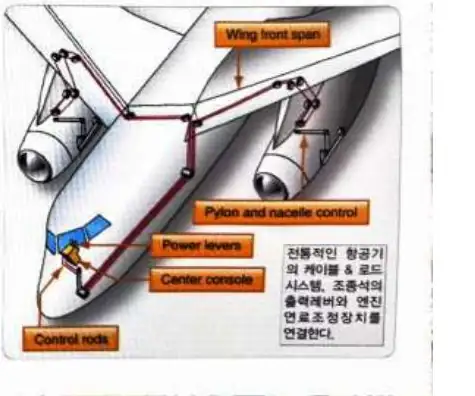 Wing front span
Pylon and nacelle control
Power levers
Center console
Control rods
전통적인 항공기
의 케이블 & 로드
시스템, 조종석의
출력레버와 엔진
연료조정장치를
연결한다.